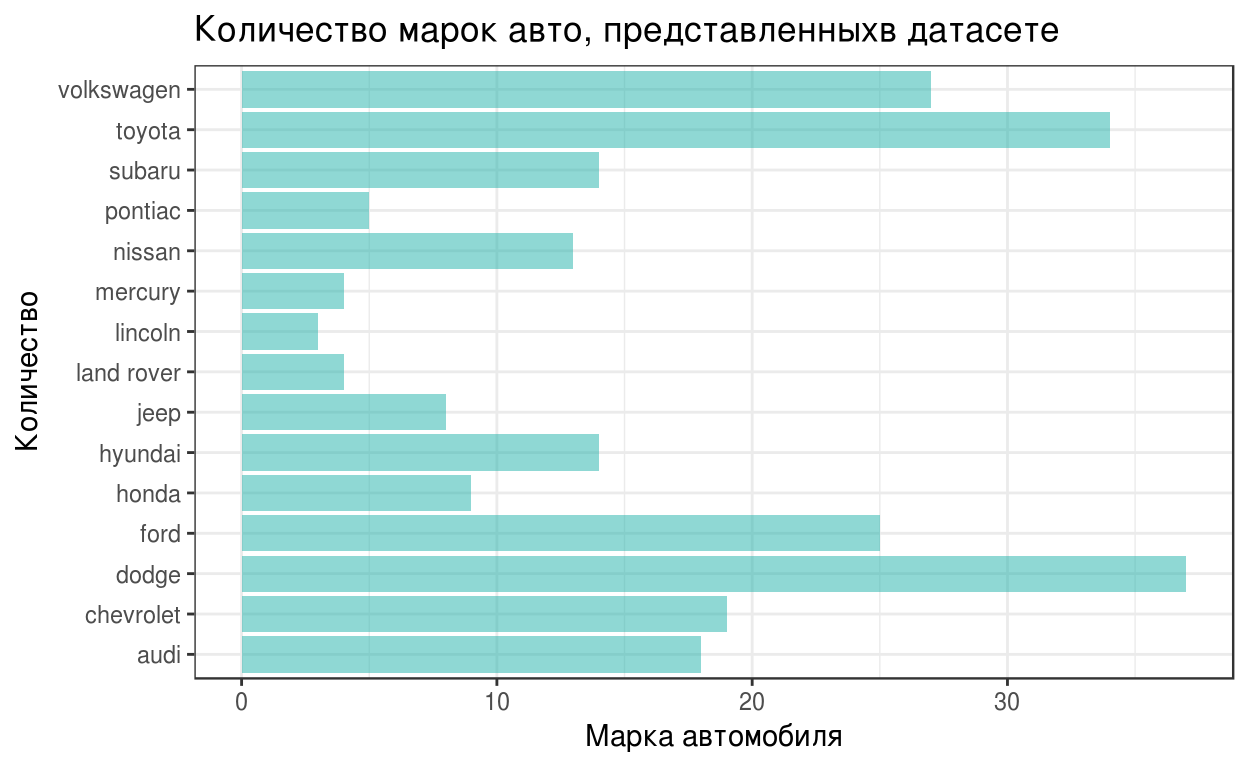 Количество марок авто, представленныхв датасете
volkswagen
toyota
subaru
pontiac
nissan
mercury
lincoln
land rover
jeep
hyundai
honda
ford
dodge
chevrolet
audi
Количество
0 10 20 30
Марка автомобиля